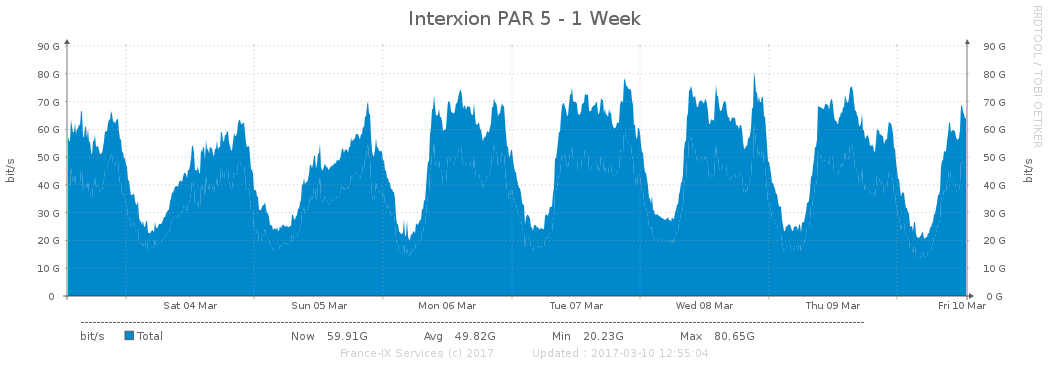 Interxion PAR 5 - 1 Week
RRDTOOL / TOBI OETIKER
bit/s
90 G
80 G
70 G
60 G
50 G
40 G
30 G
20 G
10 G
0
90 G
80 G
70 G
60 G
50 G
40 G
30 G
20 G
10 G
0 G
bit/s
Sat 04 Mar Sun 05 Mar Mon 06 Mar Tue 07 Mar Wed 08 Mar Thu 09 Mar Fri 10 Mar
bit/s Total Now 59.91G Avg 49.82G Min 20.23G Max 80.65G
France-IX Services (c) 2017 Updated : 2017-03-10 12:55:04